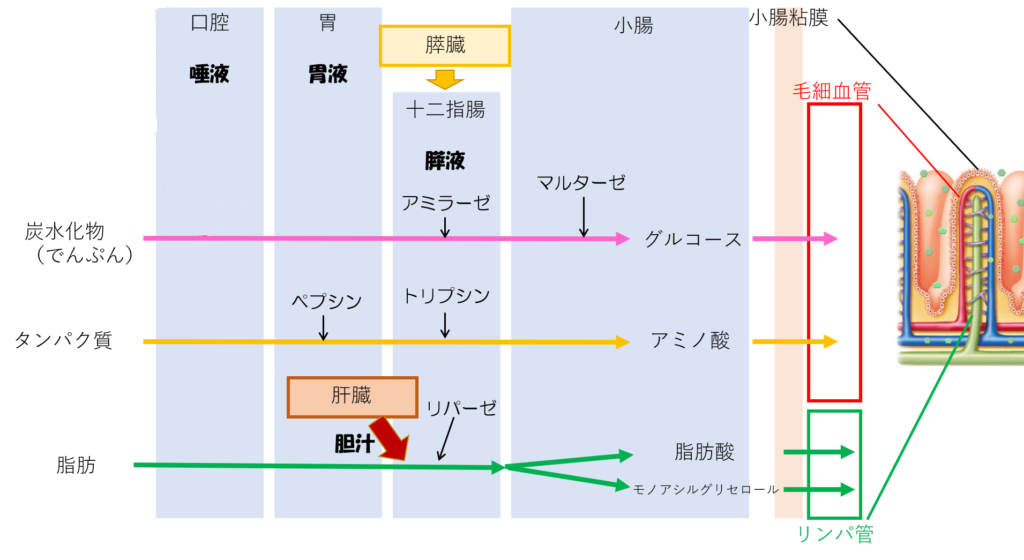 口腔
胃
膵臓
小腸
小腸粘膜
唾液
胃液
毛細血管
十二指腸
膵液
マルターゼ
アミラーゼ
炭水化物
（でんぷん）
グルコース
ペプシン
トリプシン
タンパク質
アミノ酸
肝臓
リパーゼ
胆汁
脂肪
脂肪酸
モノアシルグリセロール
リンパ管